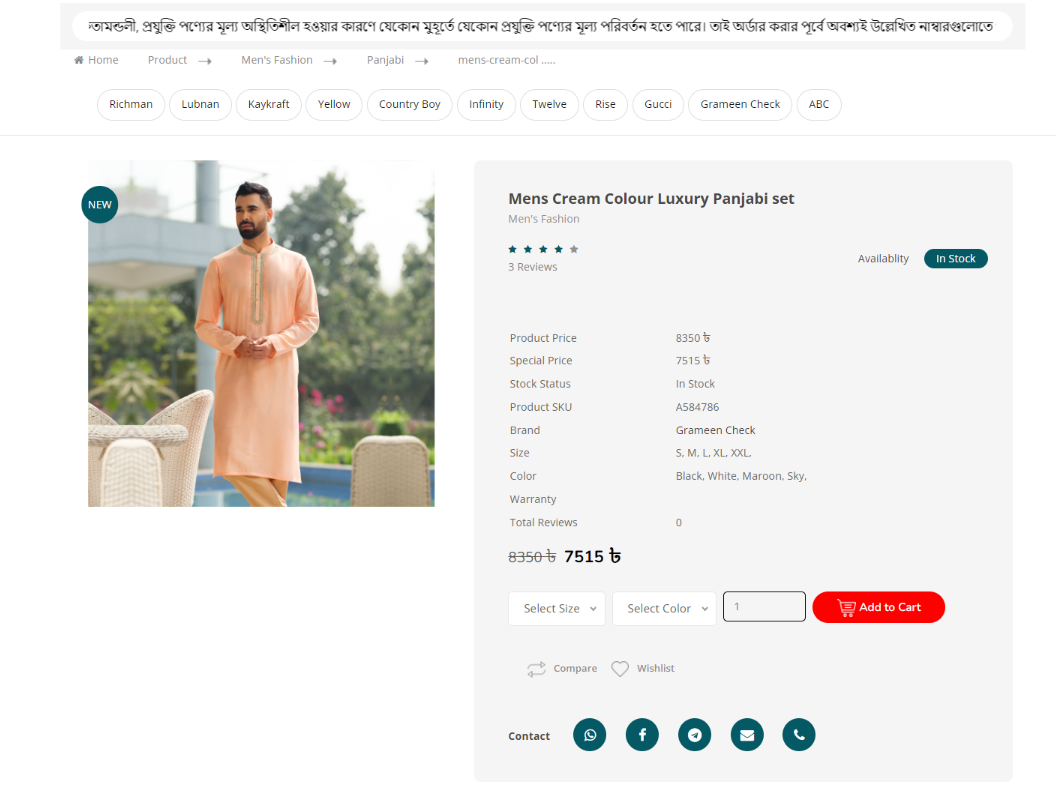 প্রযুক্তি পণ্যের মূল্য অস্থিতিশীল হওয়ার কারণে যেকোন মুহূর্তে যেকোন প্রযুক্তি পণ্যের মূল্য পরিবর্তন হতে পারে। তাই অর্ডার করার পূর্বে অবশ্যই উল্লেখিত নাম্বারগুলোতে
Home Product Men's Fashion Panjabi mens-cream-col .....
Richman Lubnan Kaykraft Yellow Country Boy Infinity Twelve Rise Gucci Grameen Check ABC
NEW
Mens Cream Colour Luxury Panjabi set
Men's Fashion
3 Reviews
Availablity In Stock
Product Price 8350 ৳
Special Price 7515 ৳
Stock Status In Stock
Product SKU A584786
Brand Grameen Check
Size S, M, L, XL, XXL,
Color Black, White, Maroon, Sky,
Warranty
Total Reviews 0
8350 ৳ 7515 ৳
Select Size Select Color 1 Add to Cart
Compare Wishlist
Contact